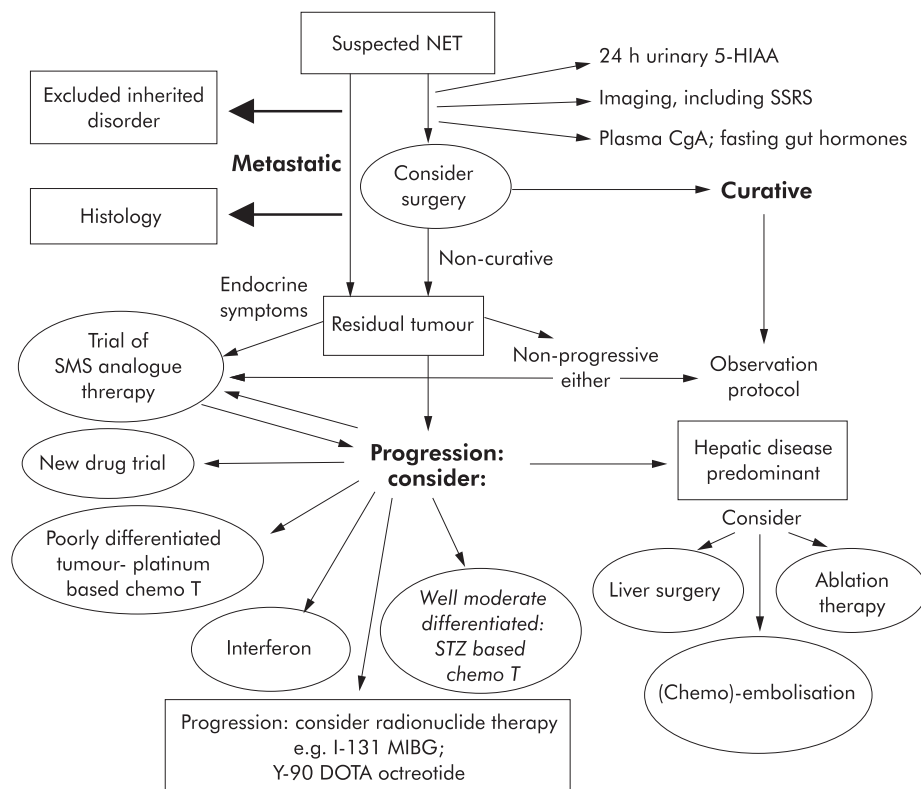 Suspected NET
24 h urinary 5-HIAA
Imaging, including SSRS
Plasma CgA; fasting gut hormones
Excluded inherited
disorder
Metastatic
Consider
surgery
Curative
Histology
Non-curative
Endocrine
symptoms
Residual tumour
Trial of
SMS analogue
threrapy
Non-progressive
either
Observation
protocol
Progression:
consider:
Hepatic disease
predominant
New drug trial
Consider
Poorly differentiated
tumour- platinum
based chemo T
Liver surgery
Ablation
therapy
Interferon
Well moderate
differentiated:
STZ based
chemo T
(Chemo)-embolisation
Progression: consider radionuclide therapy
e.g. I-131 MIBG;
Y-90 DOTA octreotide